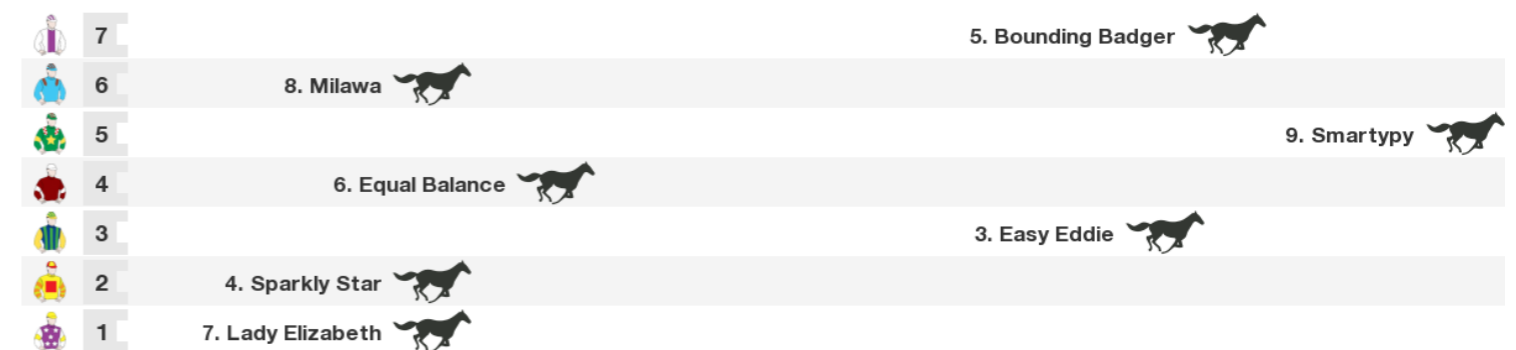 7 5. Bounding Badger
6 8. Milawa
5 9. Smartypy
4 6. Equal Balance
3 3. Easy Eddie
2 4. Sparkly Star
1 7. Lady Elizabeth